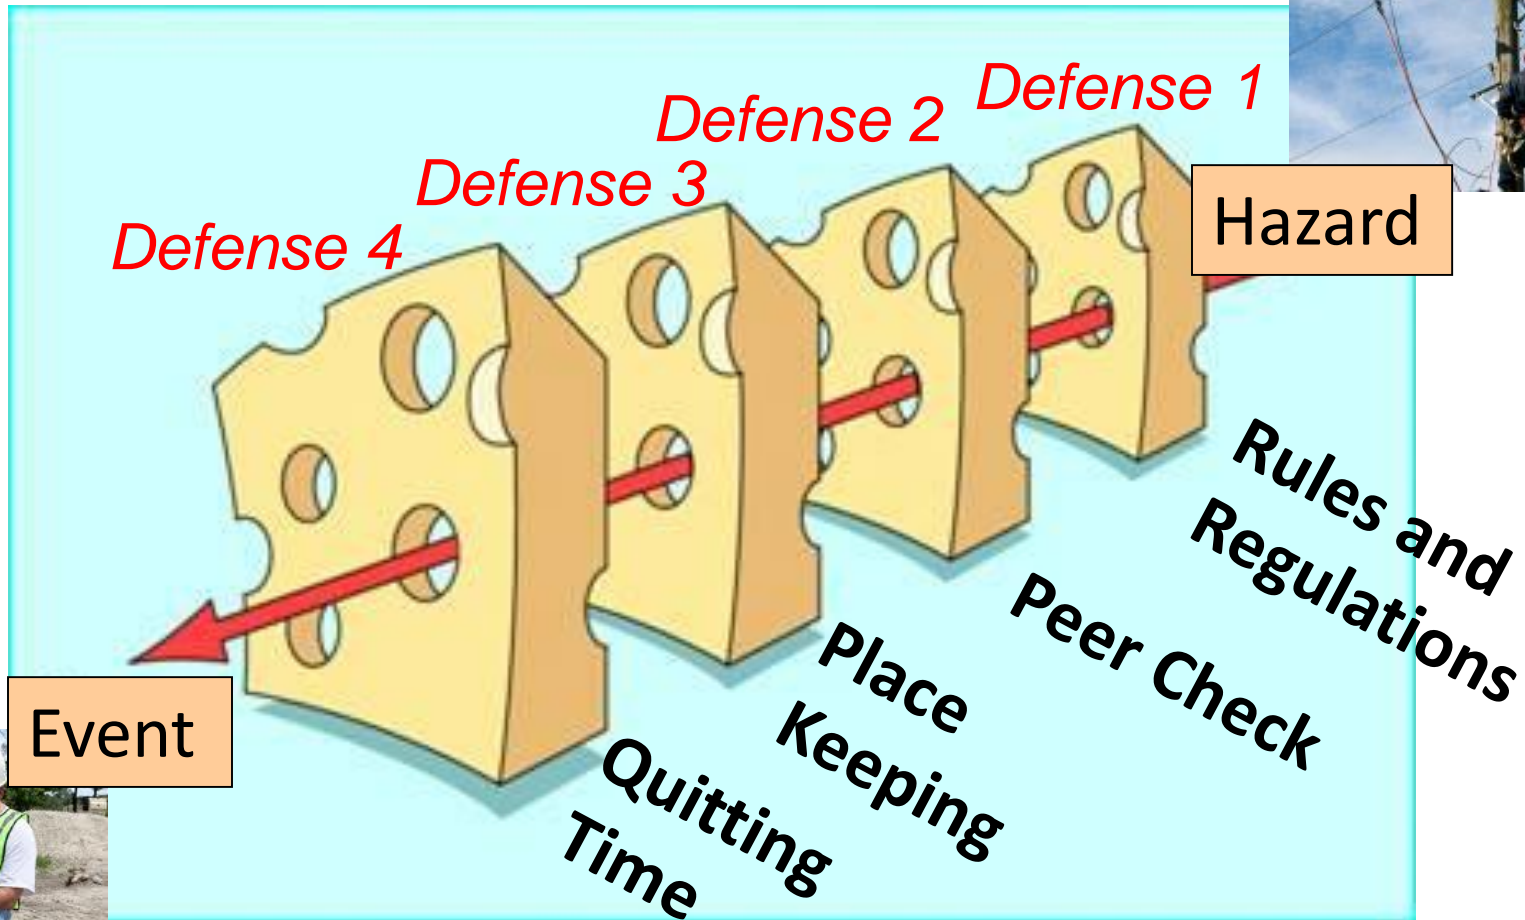 Defense 1
Defense 2
Defense 3
Defense 4
Hazard
Rules and
Regulations
Peer Check
Place
Keeping
Quitting
Time
Event